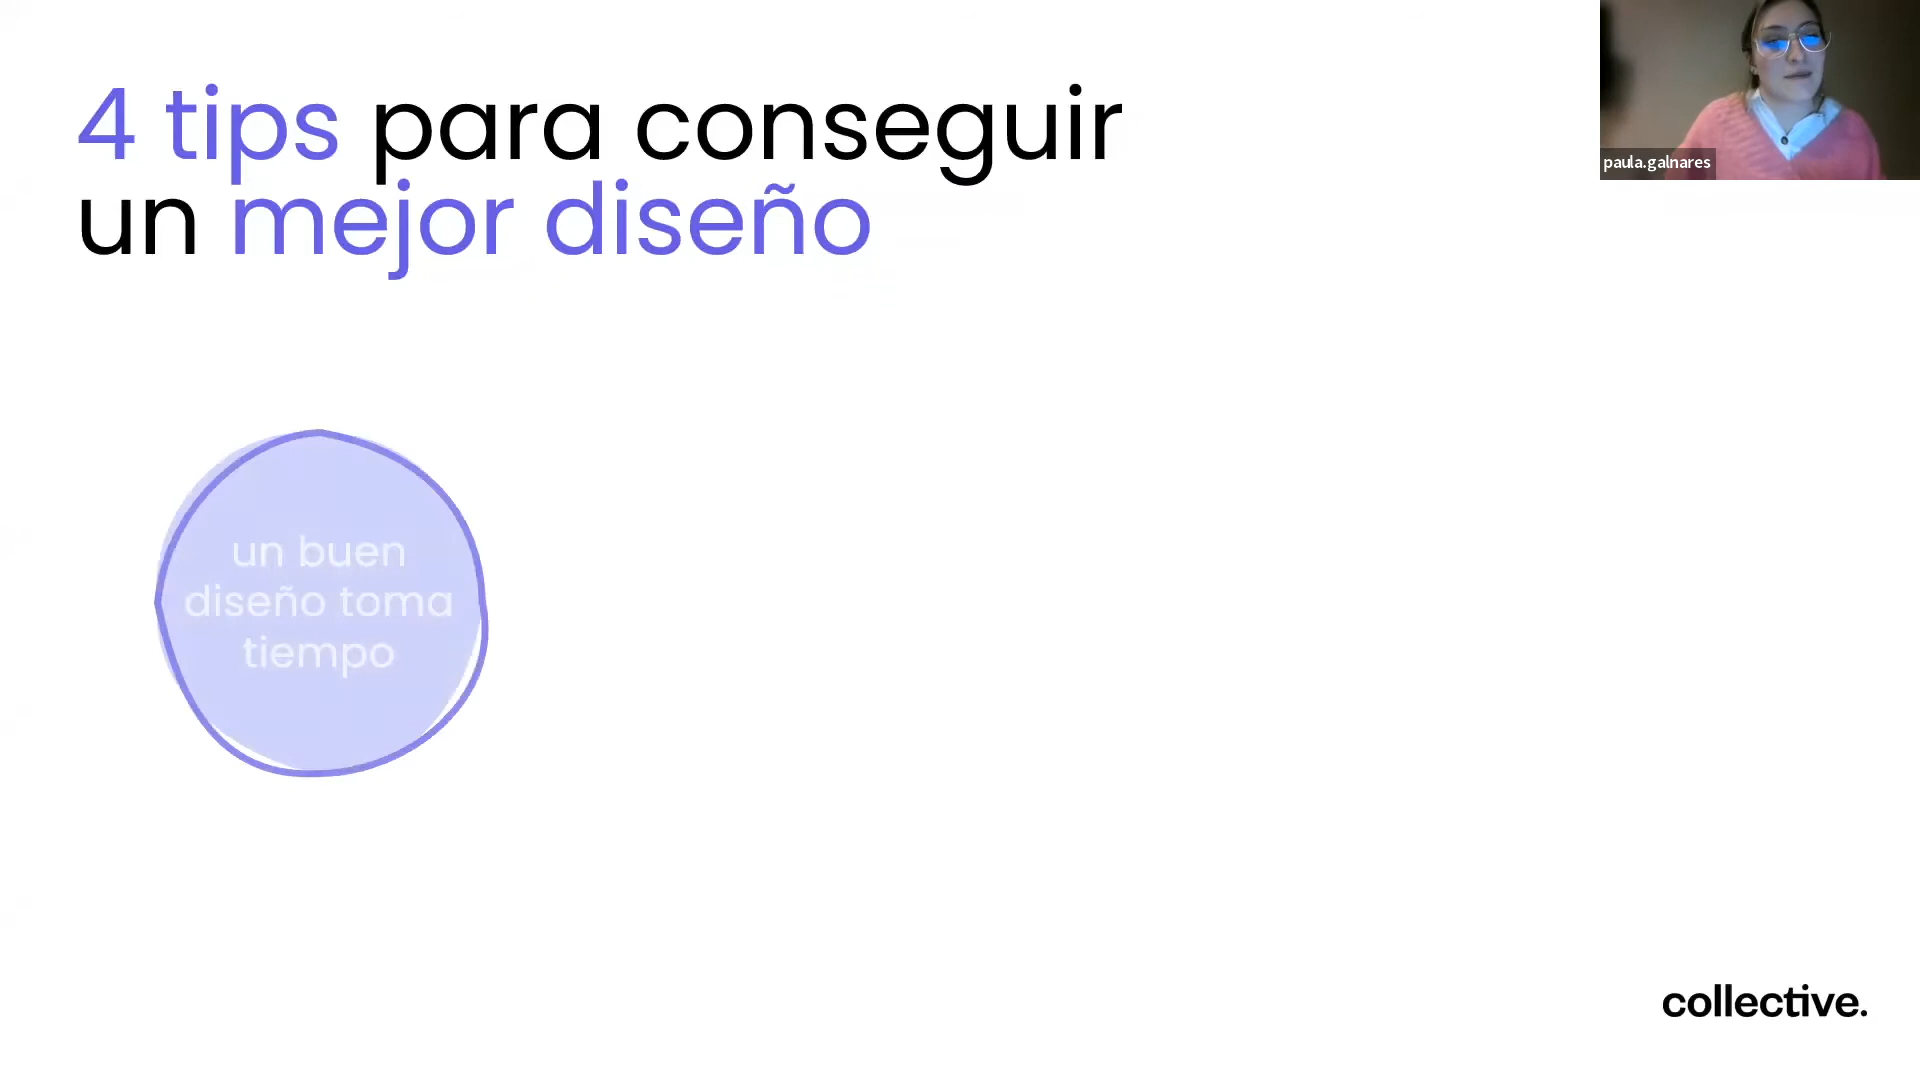 4 tips para conseguir
un mejor diseño
paula.galnares
un buen
diseño toma
tiempo
collective.